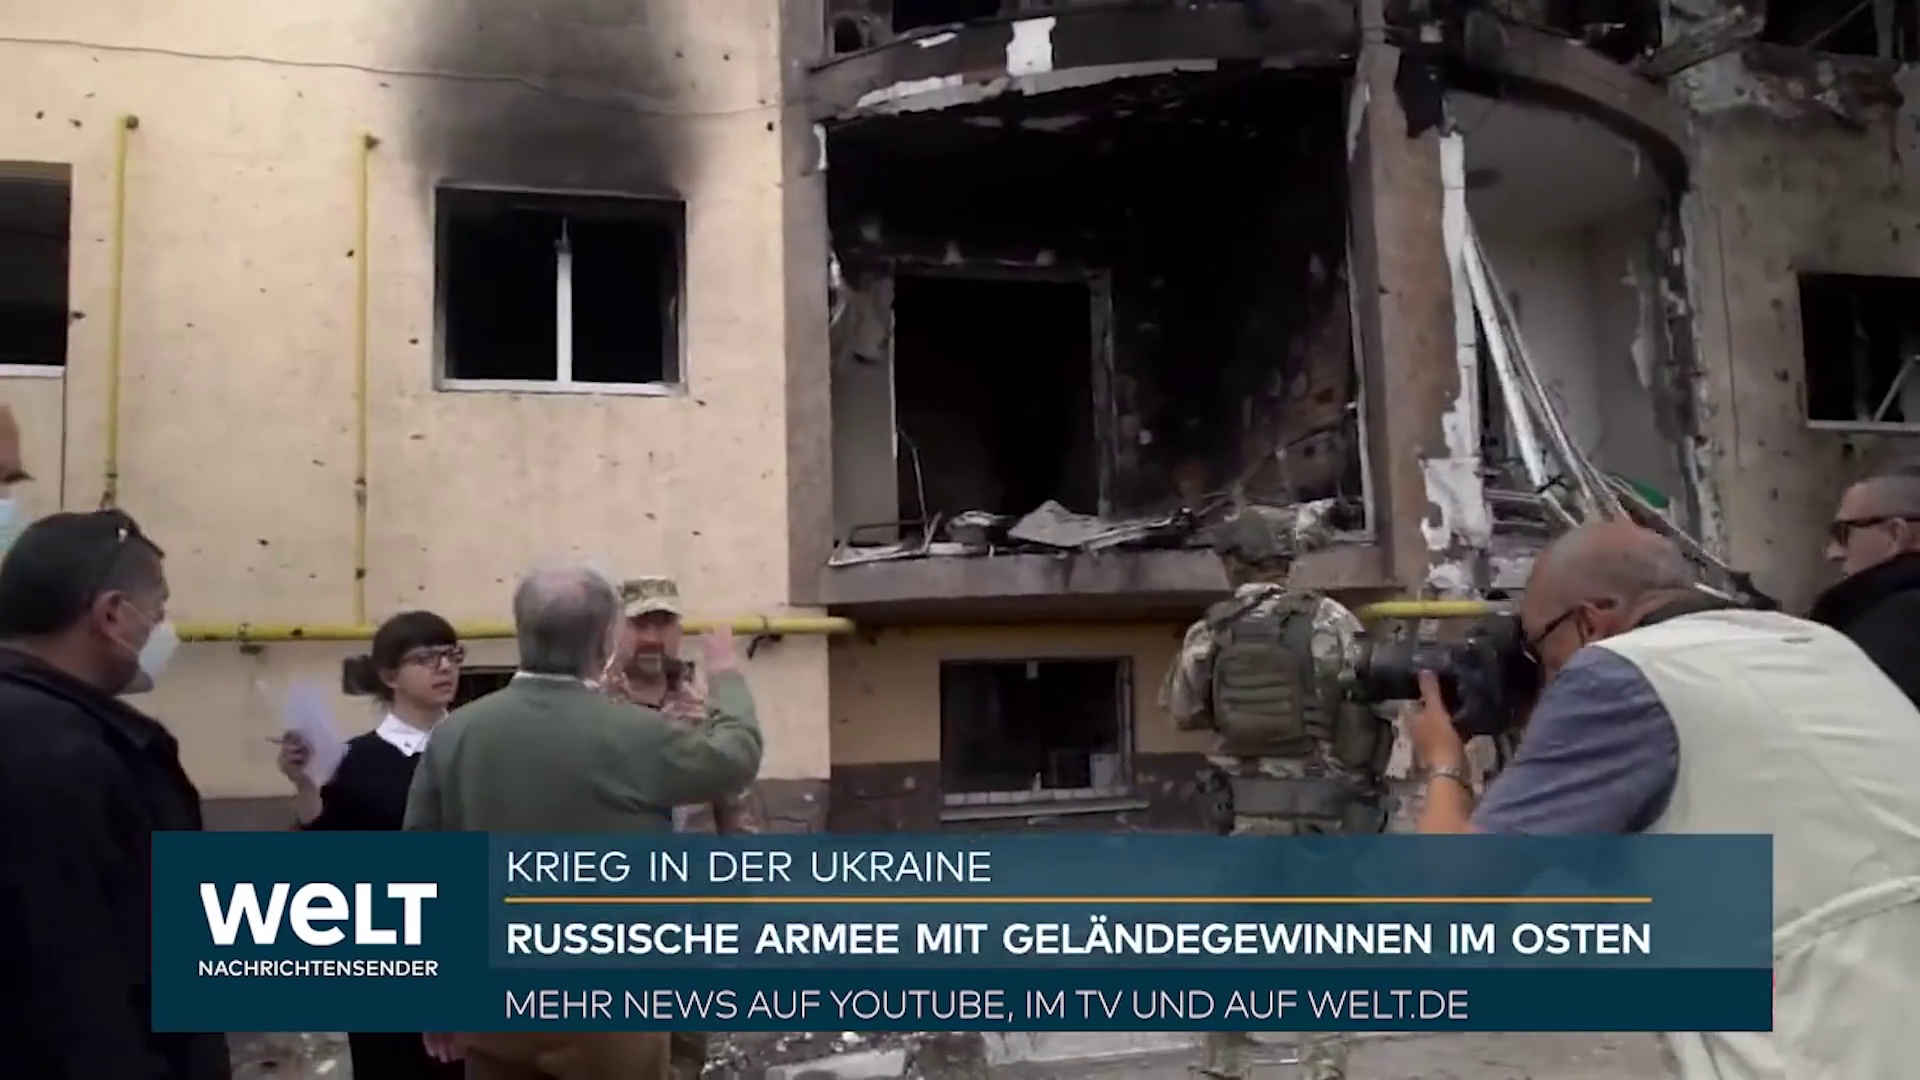 KRIEG IN DER UKRAINE
RUSSISCHE ARMEE MIT GELÄNDEGEWINNEN IM OSTEN
MEHR NEWS AUF YOUTUBE, IM TV UND AUF WELT.DE
WELT
NACHRICHTENSENDER